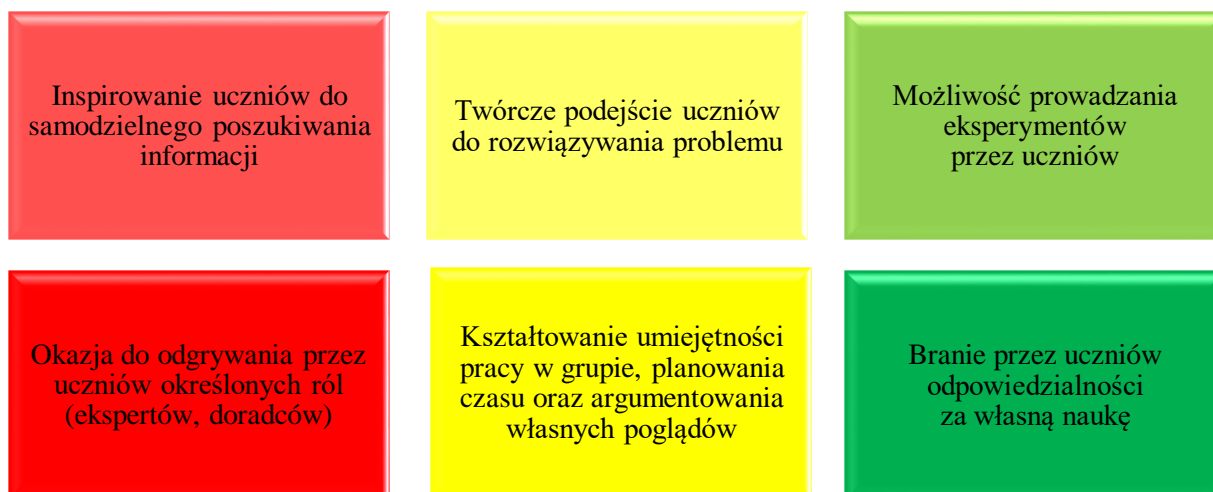 Inspirowanie uczniów do
samodzielnego poszukiwania
informacji
Twórcze podejście uczniów
do rozwiązywania problemu
Możliwość prowadzania
eksperymentów
przez uczniów
Okazja do odgrywania przez
uczniów określonych ról
(ekspertów, doradców)
Kształtowanie umiejętności
pracy w grupie, planowania
czasu oraz argumentowania
własnych poglądów
Branie przez uczniów
odpowiedzialności
za własną naukę